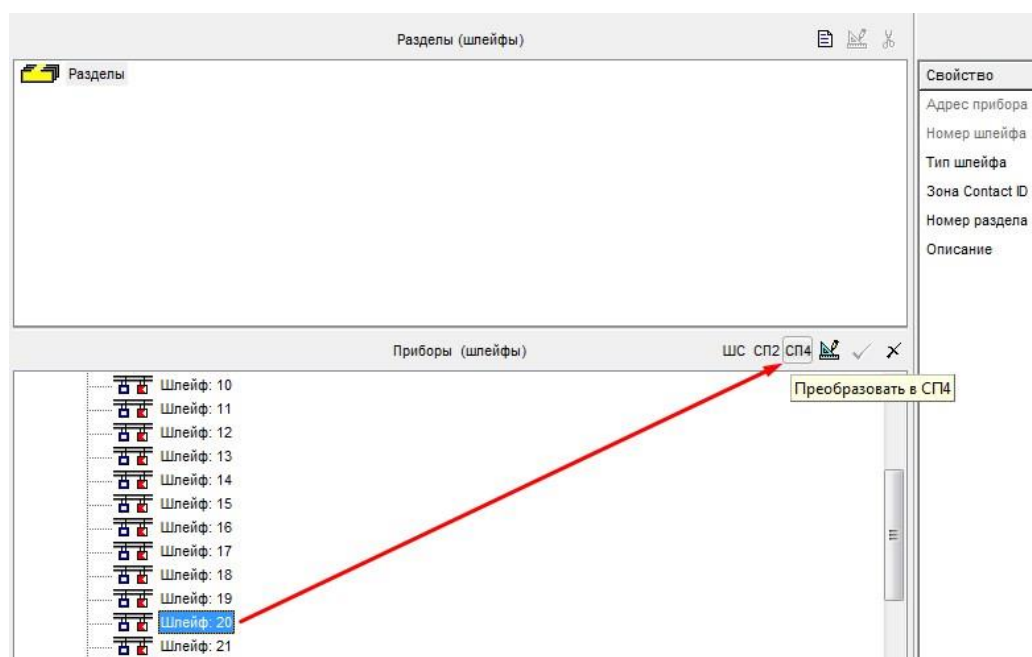 Разделы (шлейфы)
Разделы
Свойство
Адрес прибора
Номер шлейфа
Тип шлейфа
Зона Contact ID
Номер раздела
Описание
Приборы (шлейфы)
ШС СП2 СП4
Преобразовать в СП4
Шлейф: 10
Шлейф: 11
Шлейф: 12
Шлейф: 13
Шлейф: 14
Шлейф: 15
Шлейф: 16
Шлейф: 17
Шлейф: 18
Шлейф: 19
Шлейф: 20
Шлейф: 21